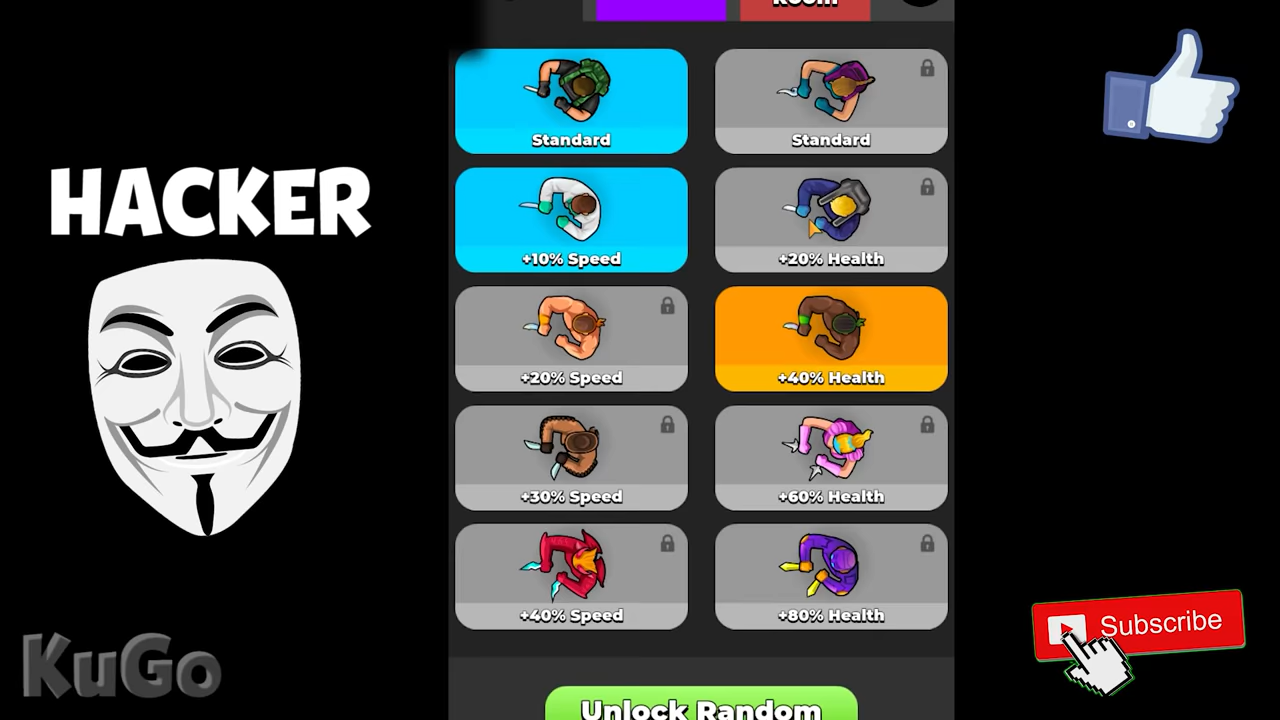 Room
Standard
Standard
HACKER
+10% Speed
+20% Health
+20% Speed
+40% Health
+30% Speed
+60% Health
+40% Speed
+80% Health
Subscribe
KuGo
Unlock Random